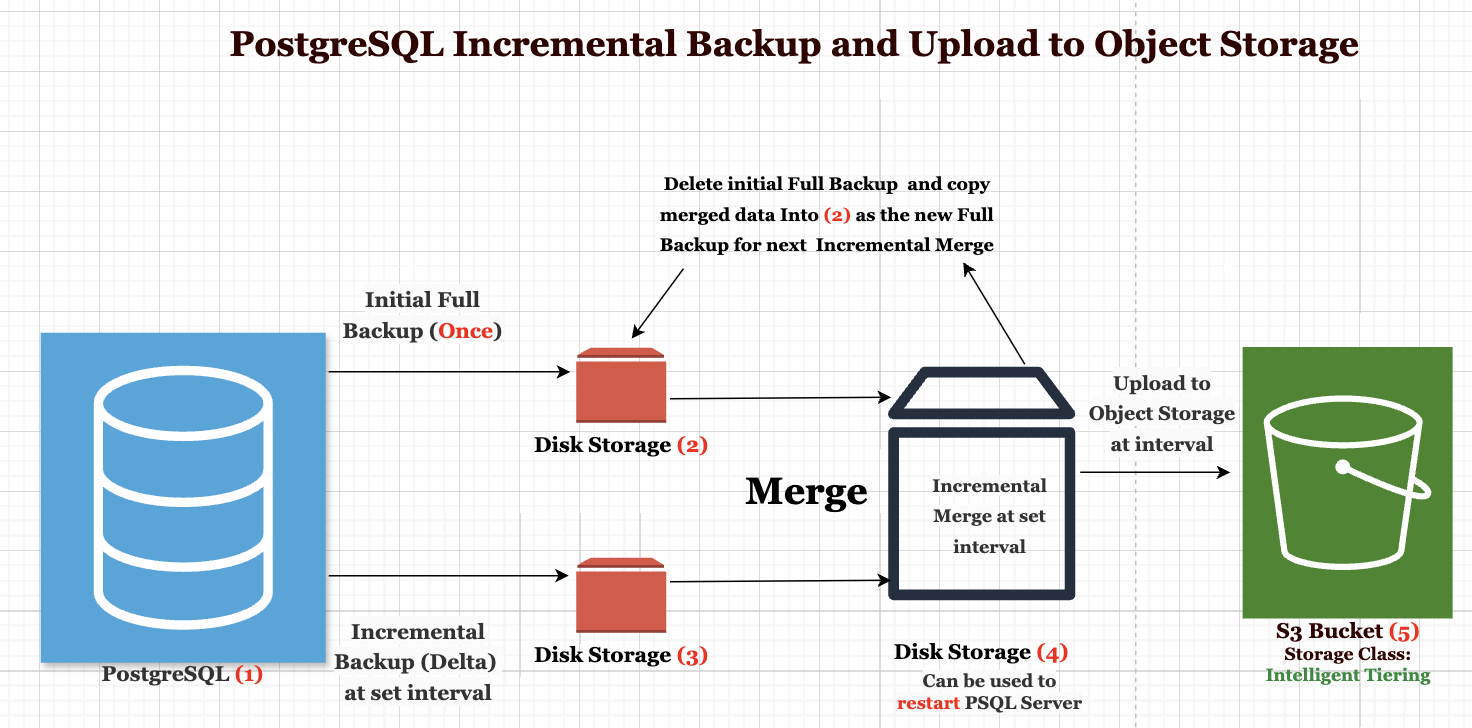 PostgreSQL Incremental Backup and Upload to Object Storage
Delete initial Full Backup and copy
merged data Into (2) as the new Full
Backup for next Incremental Merge
Initial Full
Backup (Once)
Disk Storage (2)
Upload to
Object Storage
at interval
Merge
Incremental
Merge at set
interval
PostgreSQL (1)
Incremental
Backup (Delta)
at set interval
Disk Storage (3)
Disk Storage (4)
Can be used to
restart PSQL Server
S3 Bucket (5)
Storage Class:
Intelligent Tiering